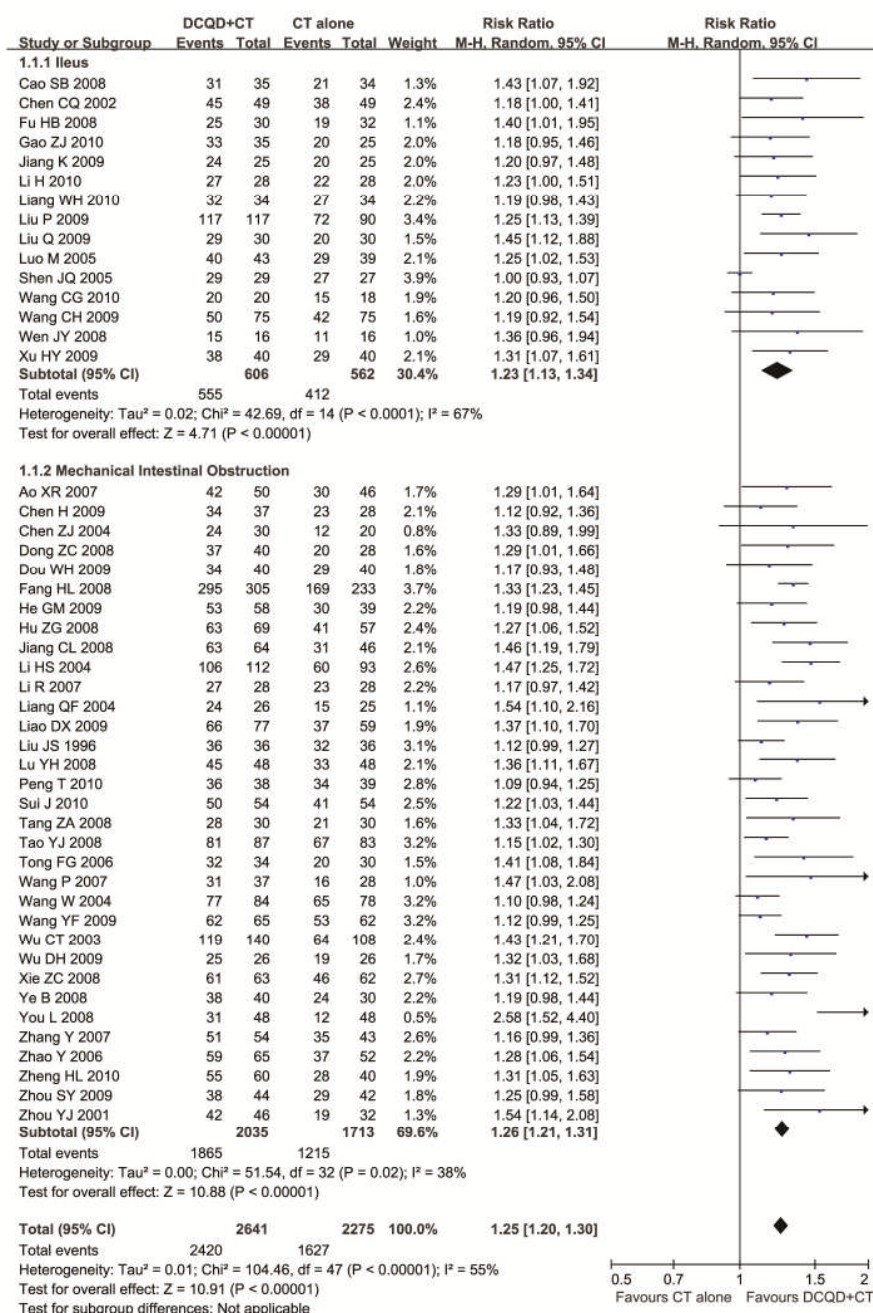 DCQD+CT CT alone Risk Ratio Risk Ratio
Study or Subgroup Events Total Events Total Weight M-H, Random, 95% CI M-H, Random, 95% CI
1.1.1 Ileus
Cao SB 2008 31 35 21 34 1.3% 1.43 [1.07, 1.92]
Chen CQ 2002 45 49 38 49 2.4% 1.18 [1.00, 1.41]
Fu HB 2008 25 30 19 32 1.1% 1.40 [1.01, 1.95]
Gao ZJ 2010 33 35 20 25 2.0% 1.18 [0.95, 1.46]
Jiang K 2009 24 25 20 25 2.0% 1.20 [0.97, 1.48]
Li H 2010 27 28 22 28 2.0% 1.23 [1.00, 1.51]
Liang WH 2010 32 34 27 34 2.2% 1.19 [0.98, 1.43]
Liu P 2009 117 117 72 90 3.4% 1.25 [1.13, 1.39]
Liu Q 2009 29 30 20 30 1.6% 1.45 [1.12, 1.88]
Luo M 2005 40 43 29 39 2.0% 1.25 [1.02, 1.53]
Shen JQ 2005 29 29 27 27 3.9% 1.00 [0.93, 1.07]
Wang CG 2010 20 20 15 18 1.9% 1.20 [0.96, 1.50]
Wang CH 2009 50 75 42 75 1.6% 1.19 [0.92, 1.54]
Wen JY 2008 15 16 11 16 1.0% 1.36 [0.96, 1.94]
Xu HY 2009 38 40 29 40 2.1% 1.31 [1.07, 1.61]
Subtotal (95% CI) 606 562 30.4% 1.23 [1.13, 1.34]
Total events 555 412
Heterogeneity: Tau² = 0.02; Chi² = 42.69, df = 14 (P < 0.0001); I² = 67%
Test for overall effect: Z = 4.71 (P < 0.00001)
1.1.2 Mechanical Intestinal Obstruction
Ao XR 2007 42 50 30 46 1.7% 1.29 [1.01, 1.64]
Chen H 2009 34 37 23 28 2.1% 1.12 [0.92, 1.36]
Chen ZJ 2004 24 30 12 20 0.8% 1.33 [0.89, 1.99]
Dong ZC 2008 37 40 20 28 1.6% 1.29 [1.01, 1.66]
Dou WH 2009 34 40 29 40 1.7% 1.17 [0.93, 1.48]
Fang HL 2008 295 305 169 233 3.7% 1.33 [1.23, 1.45]
He GM 2009 53 58 30 39 2.2% 1.19 [0.98, 1.44]
Hu ZG 2008 63 69 41 57 2.3% 1.27 [1.06, 1.52]
Jiang CL 2008 63 64 31 46 2.1% 1.46 [1.19, 1.79]
Li HS 2004 106 112 60 93 2.6% 1.47 [1.25, 1.72]
Li R 2007 27 28 23 28 2.2% 1.17 [0.97, 1.42]
Liang QF 2004 24 26 15 25 1.1% 1.54 [1.10, 2.16]
Liao DX 2009 66 77 37 59 1.9% 1.37 [1.10, 1.70]
Liu JS 1996 36 36 32 36 3.1% 1.12 [0.99, 1.27]
Lu YH 2008 45 48 33 48 2.1% 1.36 [1.11, 1.67]
Peng T 2010 36 38 34 39 2.8% 1.09 [0.94, 1.25]
Sui J 2010 50 54 41 54 2.5% 1.22 [1.03, 1.44]
Tang ZA 2008 28 30 21 30 1.6% 1.33 [1.04, 1.72]
Tao YJ 2008 81 87 67 83 3.2% 1.15 [1.02, 1.30]
Tong FG 2006 32 34 20 30 1.5% 1.41 [1.08, 1.84]
Wang P 2007 31 37 16 28 1.0% 1.47 [1.03, 2.08]
Wang W 2004 77 84 65 78 3.2% 1.10 [0.98, 1.24]
Wang YF 2009 62 65 53 62 3.2% 1.12 [0.99, 1.25]
Wu CT 2003 119 140 64 108 2.4% 1.43 [1.21, 1.70]
Wu DH 2009 25 26 19 26 1.6% 1.32 [1.03, 1.68]
Xie ZC 2008 61 63 46 62 2.7% 1.31 [1.12, 1.52]
Ye B 2008 38 40 24 30 2.2% 1.19 [0.98, 1.44]
You L 2008 31 48 12 48 0.5% 2.58 [1.52, 4.40]
Zhang Y 2007 51 54 35 43 2.6% 1.16 [0.99, 1.36]
Zhao Y 2006 59 65 37 52 2.2% 1.28 [1.06, 1.54]
Zheng HL 2010 55 60 28 40 1.9% 1.31 [1.05, 1.63]
Zhou SY 2009 38 44 29 42 1.8% 1.25 [0.99, 1.58]
Zhou YJ 2001 42 46 19 32 1.3% 1.54 [1.14, 2.08]
Subtotal (95% CI) 2035 1713 69.6% 1.26 [1.21, 1.31]
Total events 1865 1215
Heterogeneity: Tau² = 0.00; Chi² = 51.54, df = 32 (P = 0.02); I² = 38%
Test for overall effect: Z = 10.88 (P < 0.00001)
Total (95% CI) 2641 2275 100.0% 1.25 [1.20, 1.30]
Total events 2420 1627
Heterogeneity: Tau² = 0.01; Chi² = 104.46, df = 47 (P < 0.00001); I² = 55%
Test for overall effect: Z = 10.91 (P < 0.00001)
Test for subgroup differences: Not applicable
0.5 0.7 1 1.5 2
Favours CT alone Favours DCQD+CT